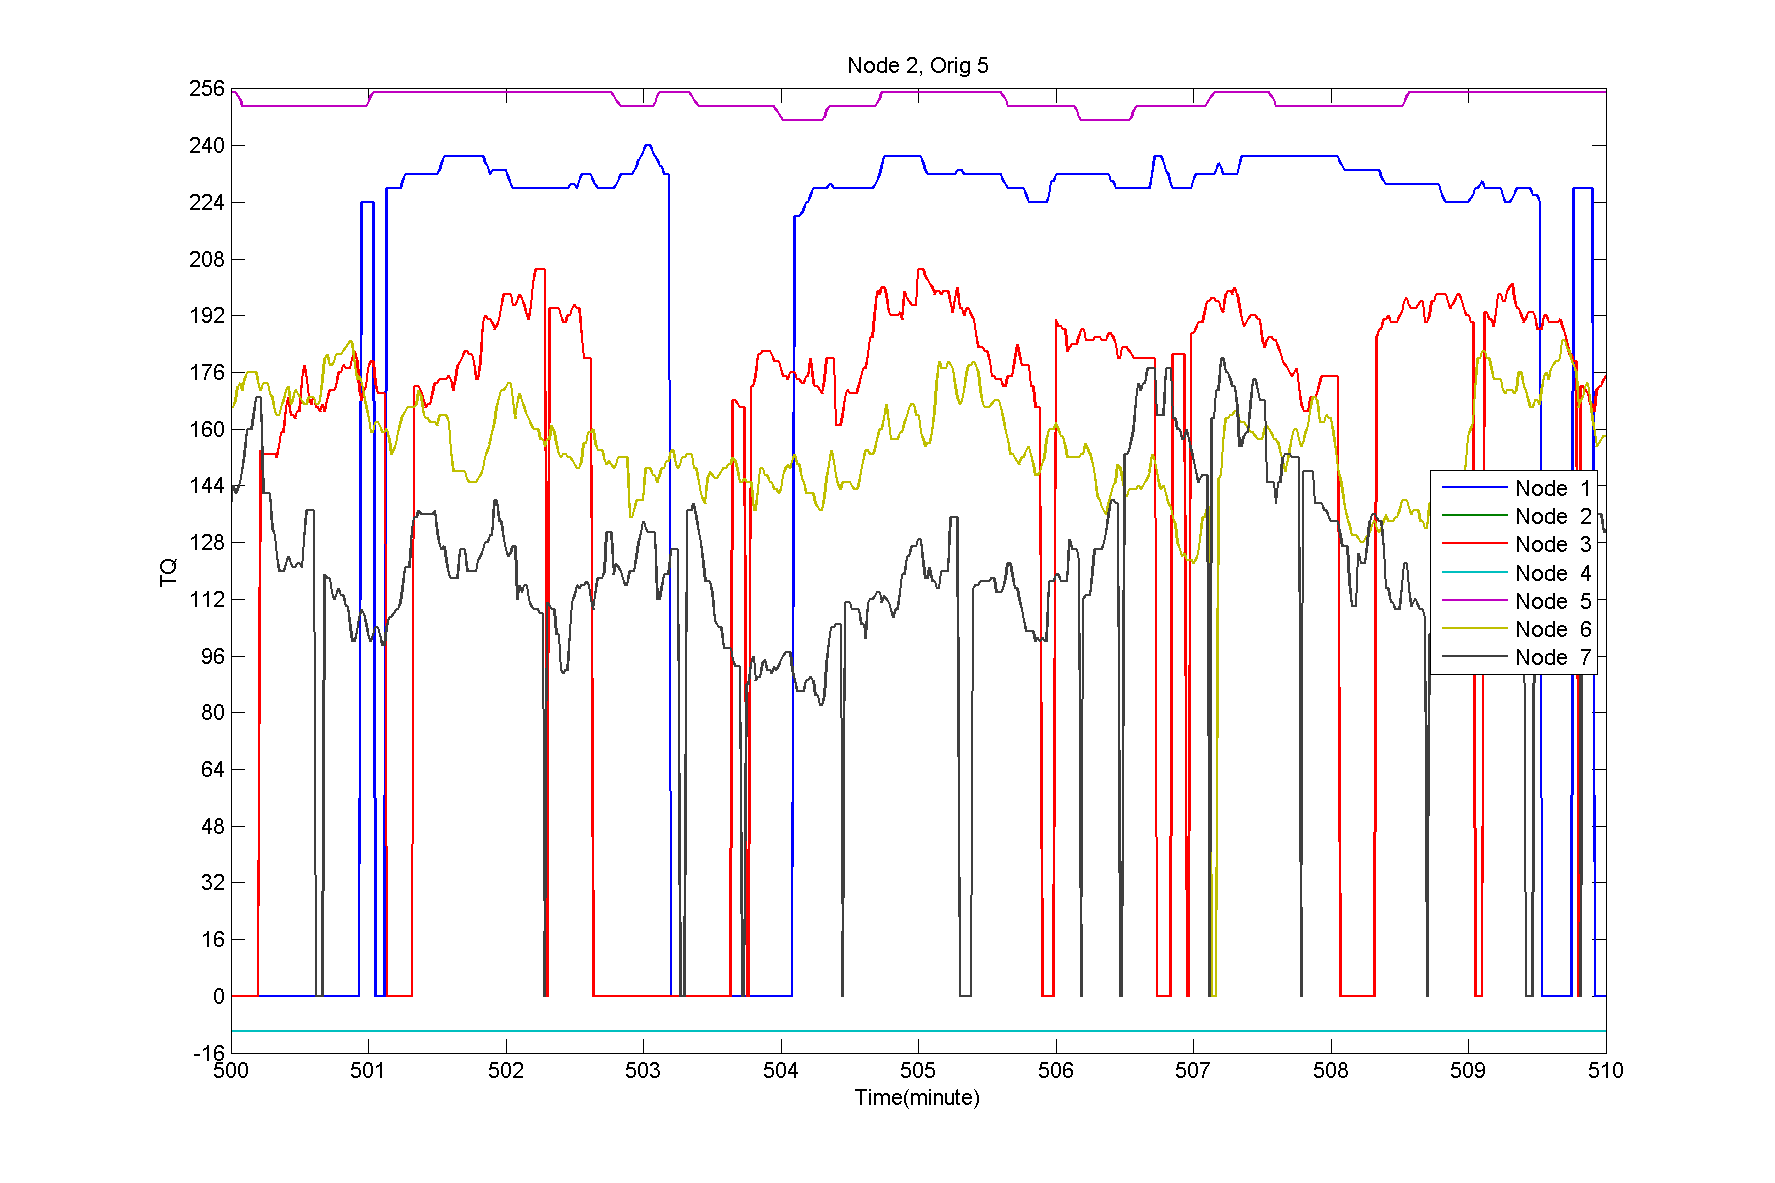 Node 2, Orig 5
256
240
224
208
192
176
160
144
128
112
96
80
64
48
32
16
0
-16
TQ
500 501 502 503 504 505 506 507 508 509 510
Time(minute)
Node 1
Node 2
Node 3
Node 4
Node 5
Node 6
Node 7